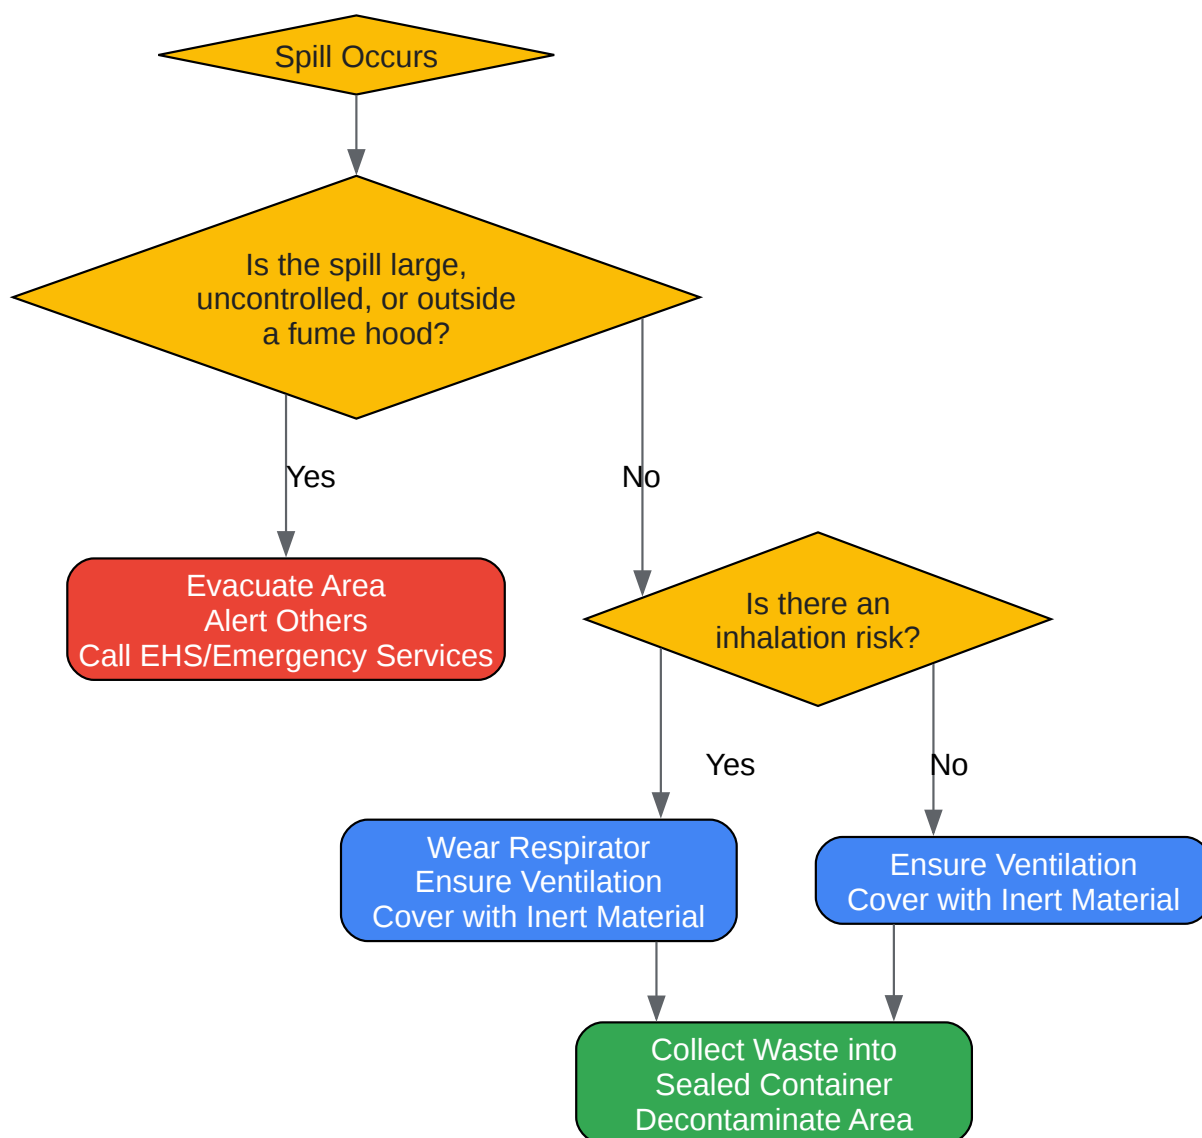 Spill Occurs
Is the spill large,
uncontrolled, or outside
a fume hood?
Yes
No
Evacuate Area
Alert Others
Call EHS/Emergency Services
Is there an
inhalation risk?
Yes
No
Wear Respirator
Ensure Ventilation
Cover with Inert Material
Ensure Ventilation
Cover with Inert Material
Collect Waste into
Sealed Container
Decontaminate Area